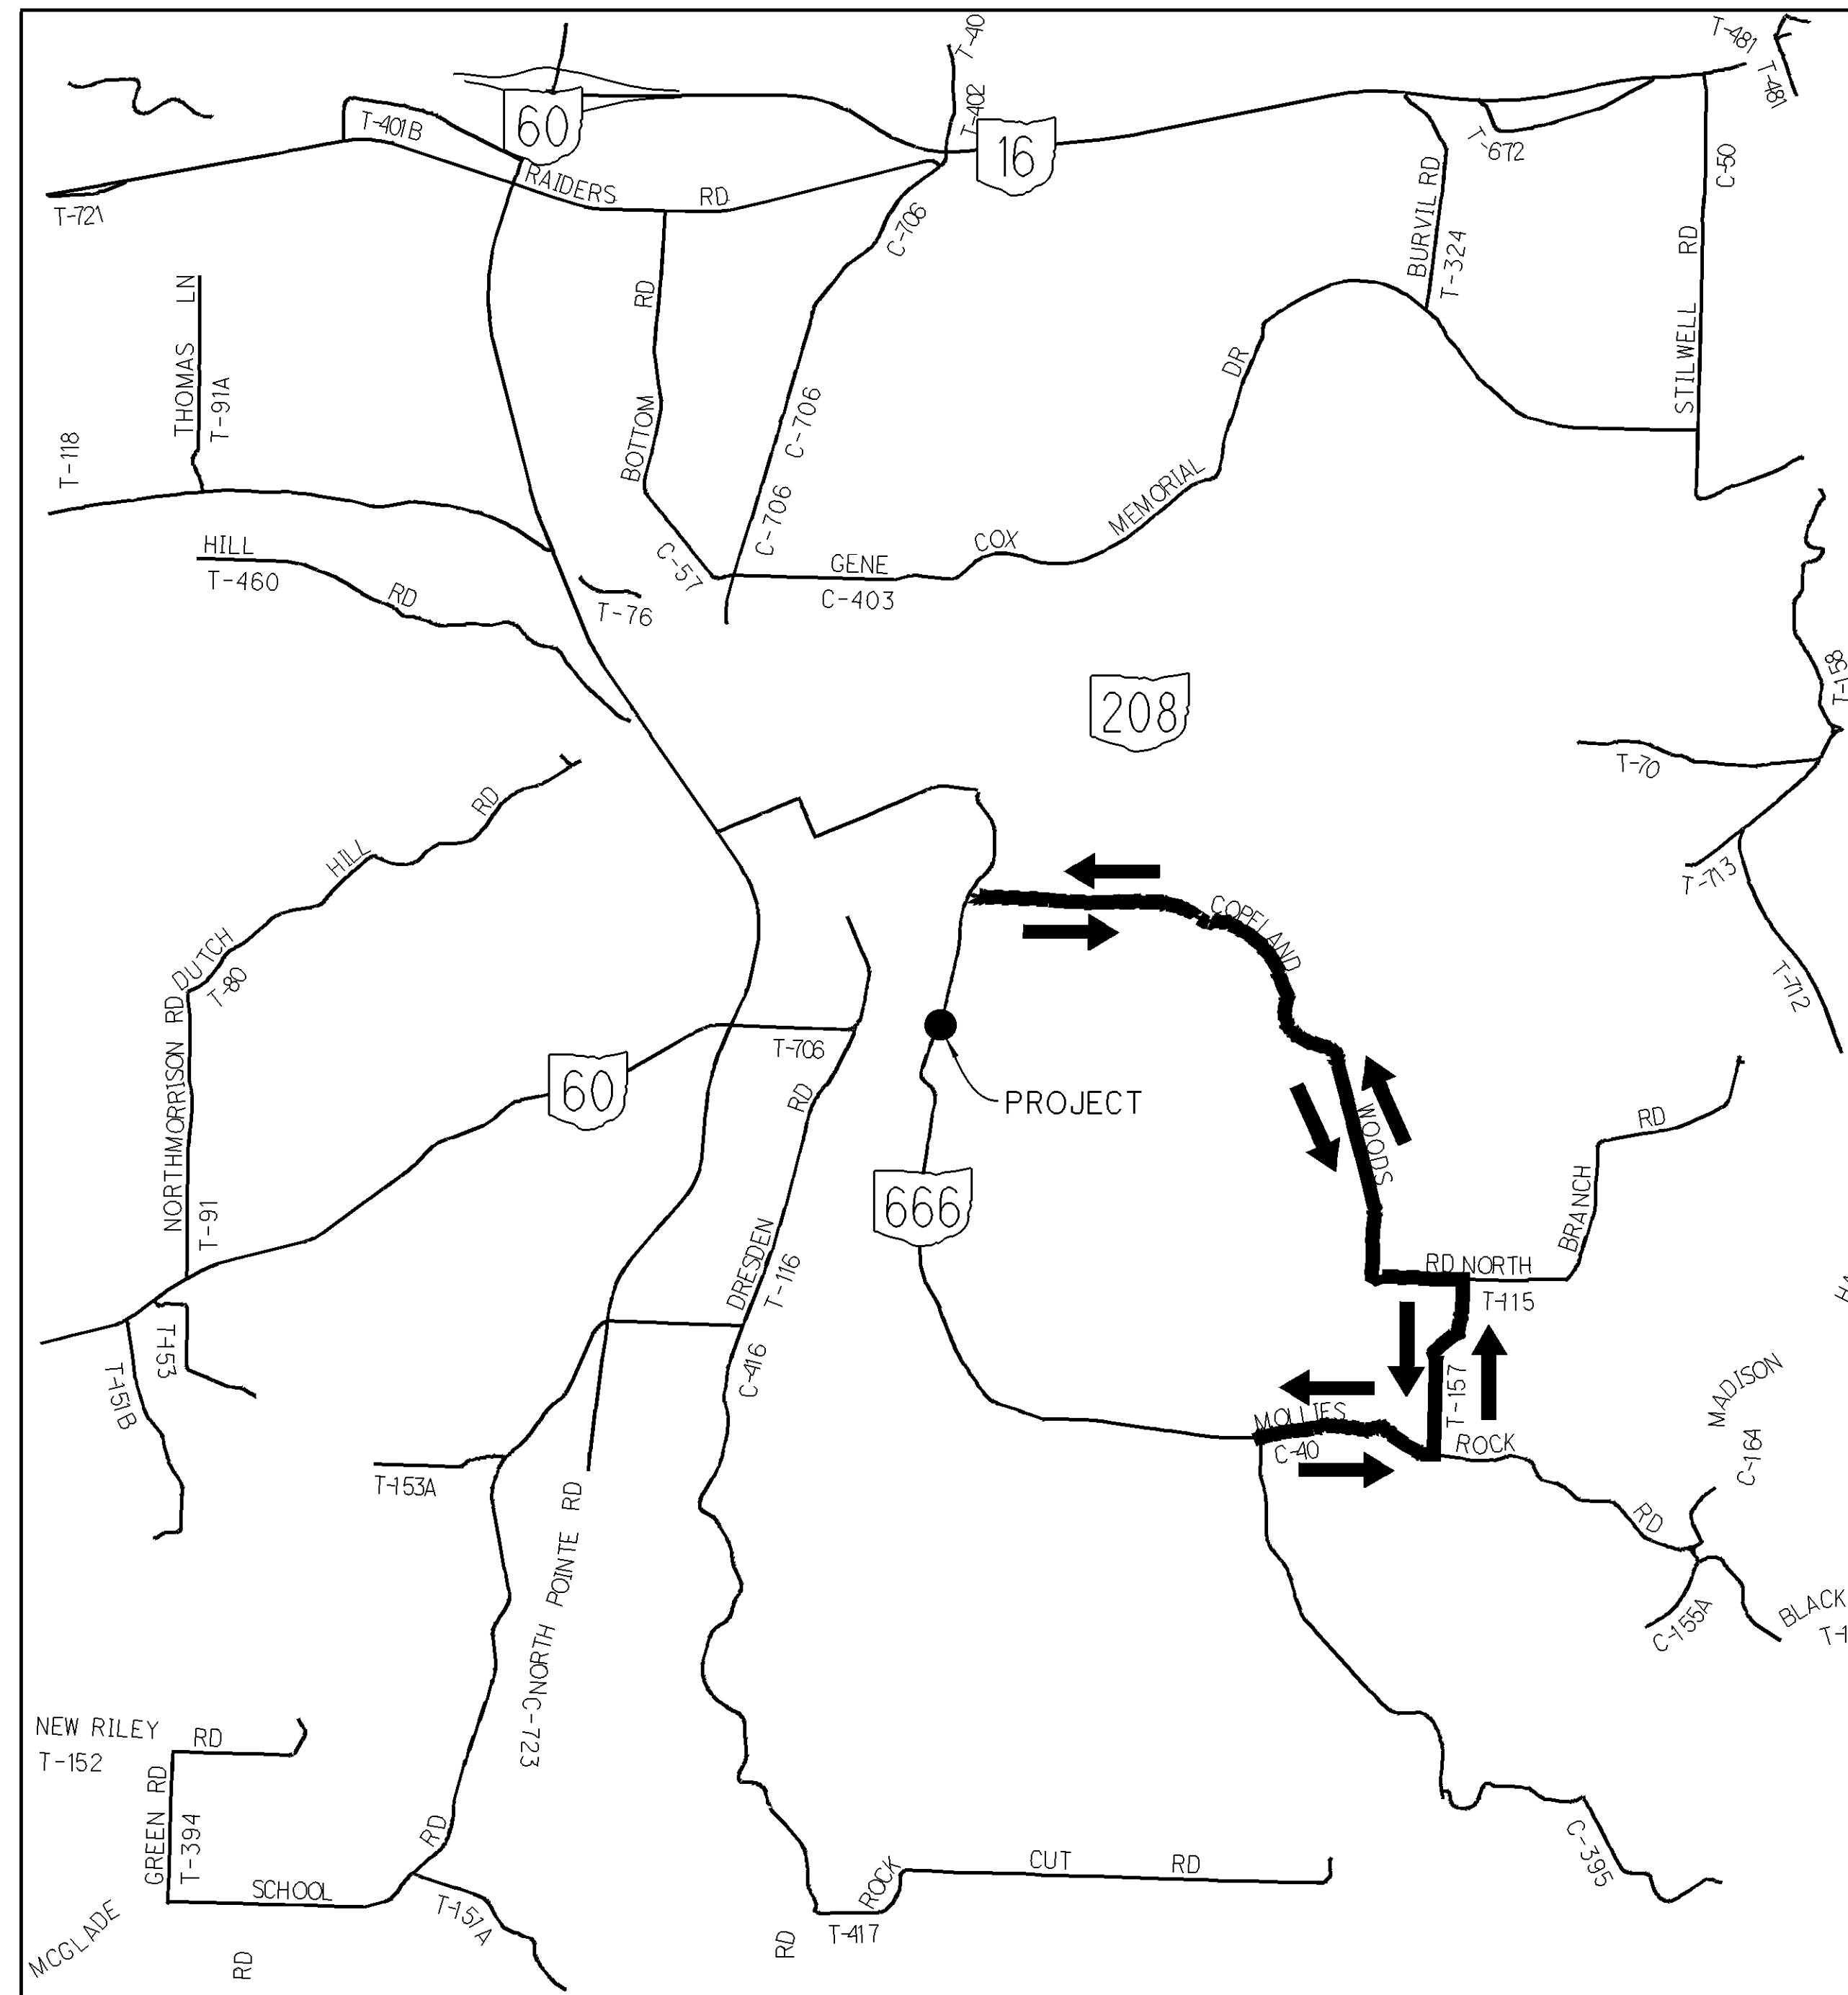 T-40
T-481
T-481
60
T-401B
T-402
16
T-672
RAIDERS RD
C-50
T-721
C-706
BURVIL RD
T-324
STILWELL RD
THOMAS LN
T-91A
T-118
BOTTOM RD
C-706
DR
MEMORIAL
C-706
COX
HILL RD
T-460
C-57
GENE
C-403
T-76
T-158
208
T-70
T-713
DUTCH HILL RD
T-80
COPELAND
T-712
NORTHMORRISON RD
T-91
T-706
60
RD
PROJECT
WOODS
RD
BRANCH
666
RD NORTH
T-115
DRESDEN
T-116
T-153
T-151B
C-416
T-157
MADISON
C-164
MOLLIES
C-40
ROCK
RD
T-153A
NORTH POINTE RD
C-723
C-155A
BLACK
T-1
NEW RILEY RD
T-152
GREEN RD
T-394
RD
SCHOOL
ROCK CUT RD
C-395
T-157A
T-417
RD
MCGLADE
RD